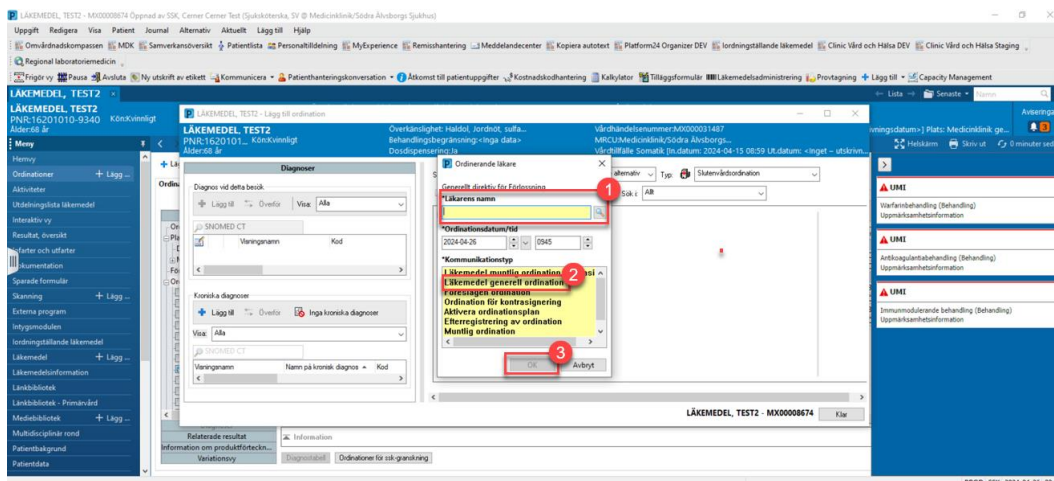 LÄKEMEDEL, TEST2 - MX00008674 Öppnad av SSK, Cerner Cerner Test (Sjuksköterska, SV @ Medicinklinik/Södra Älvsborgs Sjukhus)
Uppgift Redigera Visa Patient Journal Alternativ Aktuellt Lägg till Hjälp
Omvårdnadskompassen MDK Samverkansöversikt Patientlista Personaltilldelning MyExperience Remisshantering Meddelandecenter Kopiera autotext Platform24 Organizer DEV Iordningställande läkemedel Clinic Vård och Hälsa DEV Clinic Vård och Hälsa Staging
Regional laboratoriemedicin
Frigör vy Pausa Avsluta Ny utskrift av etikett Kommunicera Patienthanteringskonversation Åtkomst till patientuppgifter Kostnadskodhantering Kalkylator Tilläggsformulär Läkemedelsadministrering Provtagning Lägg till Capacity Management
LÄKEMEDEL, TEST2
Lista Senaste Namn
LÄKEMEDEL, TEST2
PNR:16201010-9340 Kön:Kvinnligt
Ålder:68 år
Aviseringa
vningsdatum>] Plats: Medicinklinik ge...
Meny
Helskärm Skriv ut 0 minuter sed
Hemvy
Ordinationer + Lägg ...
Aktiviteter
Utdelningslista läkemedel
Interaktiv vy
Resultat, översikt
Infarter och utfarter
Dokumentation
Sparade formulär
Skanning + Lägg ...
Externa program
Intygsmodulen
Iordningställande läkemedel
Läkemedel + Lägg ...
Läkemedelsinformation
Länkbibliotek
Länkbibliotek - Primärvård
Mediebibliotek + Lägg ...
Multidisciplinär rond
Patientbakgrund
Patientdata
LÄKEMEDEL, TEST2 - Lägg till ordination
LÄKEMEDEL, TEST2
PNR:1620101... Kön:Kvinnligt
Ålder:68 år
Överkänslighet: Haldol, Jordnöt, sulfa...
Behandlingsbegränsning:<Inga data>
Dosdispensering:Ja
Vårdhändelsenummer:MX000031487
MRCU:Medicinklinik/Södra Älvsborgs...
Vårdtillfälle Somatik [In.datum: 2024-04-15 08:59 Ut.datum: <Inget – utskrivn...
Diagnoser
Diagnos vid detta besök
Lägg till Överför Visa: Alla
SNOMED CT
Visningsnamn Kod
Kroniska diagnoser
Lägg till Överför Inga kroniska diagnoser
Visa: Alla
SNOMED CT
Visningsnamn Namn på kronisk diagnos Kod
alternativ Typ: Slutenvårdsordination
Sök i: Allt
Ordinerande läkare
Generellt direktiv för Förlossning
*Läkarens namn
1
*Ordinationsdatum/tid
2024-04-26 0945
*Kommunikationstyp
Läkemedel muntlig ordination
Läkemedel generell ordination
2
Föreslagen ordination
Ordination för kontrasignering
Aktivera ordinationsplan
Efterregistrering av ordination
Muntlig ordination
3
OK Avbryt
LÄKEMEDEL, TEST2 - MX00008674 Klar
Relaterade resultat
Information om produktförteckn...
Variationsvy
Information
Diagnostabell Ordinationer för ssk-granskning
UMI
Warfarinbehandling (Behandling)
Uppmärksamhetsinformation
UMI
Antikoagulantiabehandling (Behandling)
Uppmärksamhetsinformation
UMI
Immunmodulerande behandling (Behandling)
Uppmärksamhetsinformation